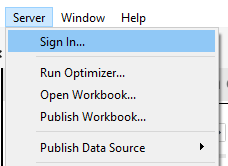 Server Window Help
Sign In...
Run Optimizer...
Open Workbook...
Publish Workbook...
Publish Data Source